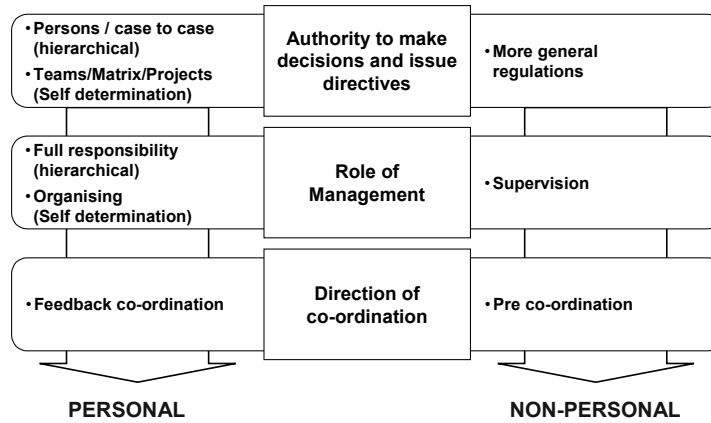 • Persons / case to case
(hierarchical)
• Teams/Matrix/Projects
(Self determination)
Authority to make
decisions and issue
directives
• More general
regulations
• Full responsibility
(hierarchical)
• Organising
(Self determination)
Role of
Management
• Supervision
• Feedback co-ordination
Direction of
co-ordination
• Pre co-ordination
PERSONAL
NON-PERSONAL